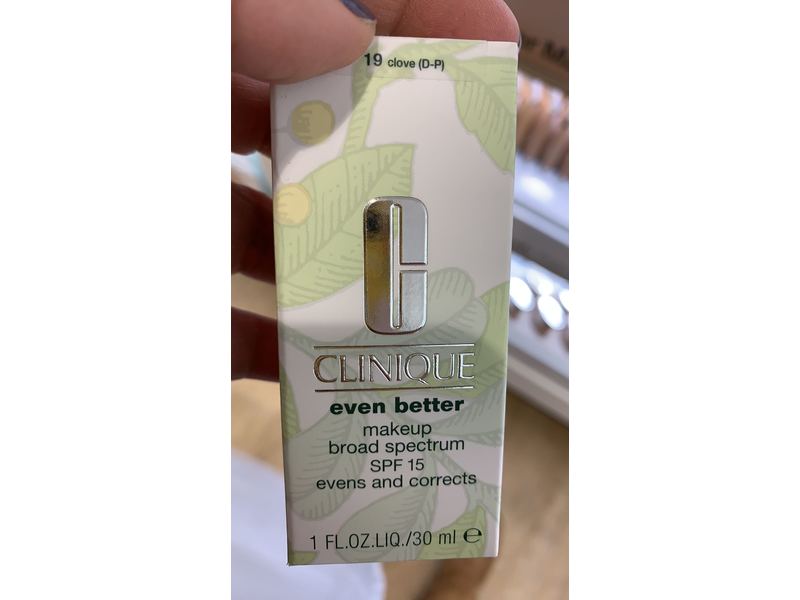 19 clove (D-P)
CLINIQUE
even better
makeup
broad spectrum
SPF 15
evens and corrects
1 FL.OZ.LIQ./30 ml ℮